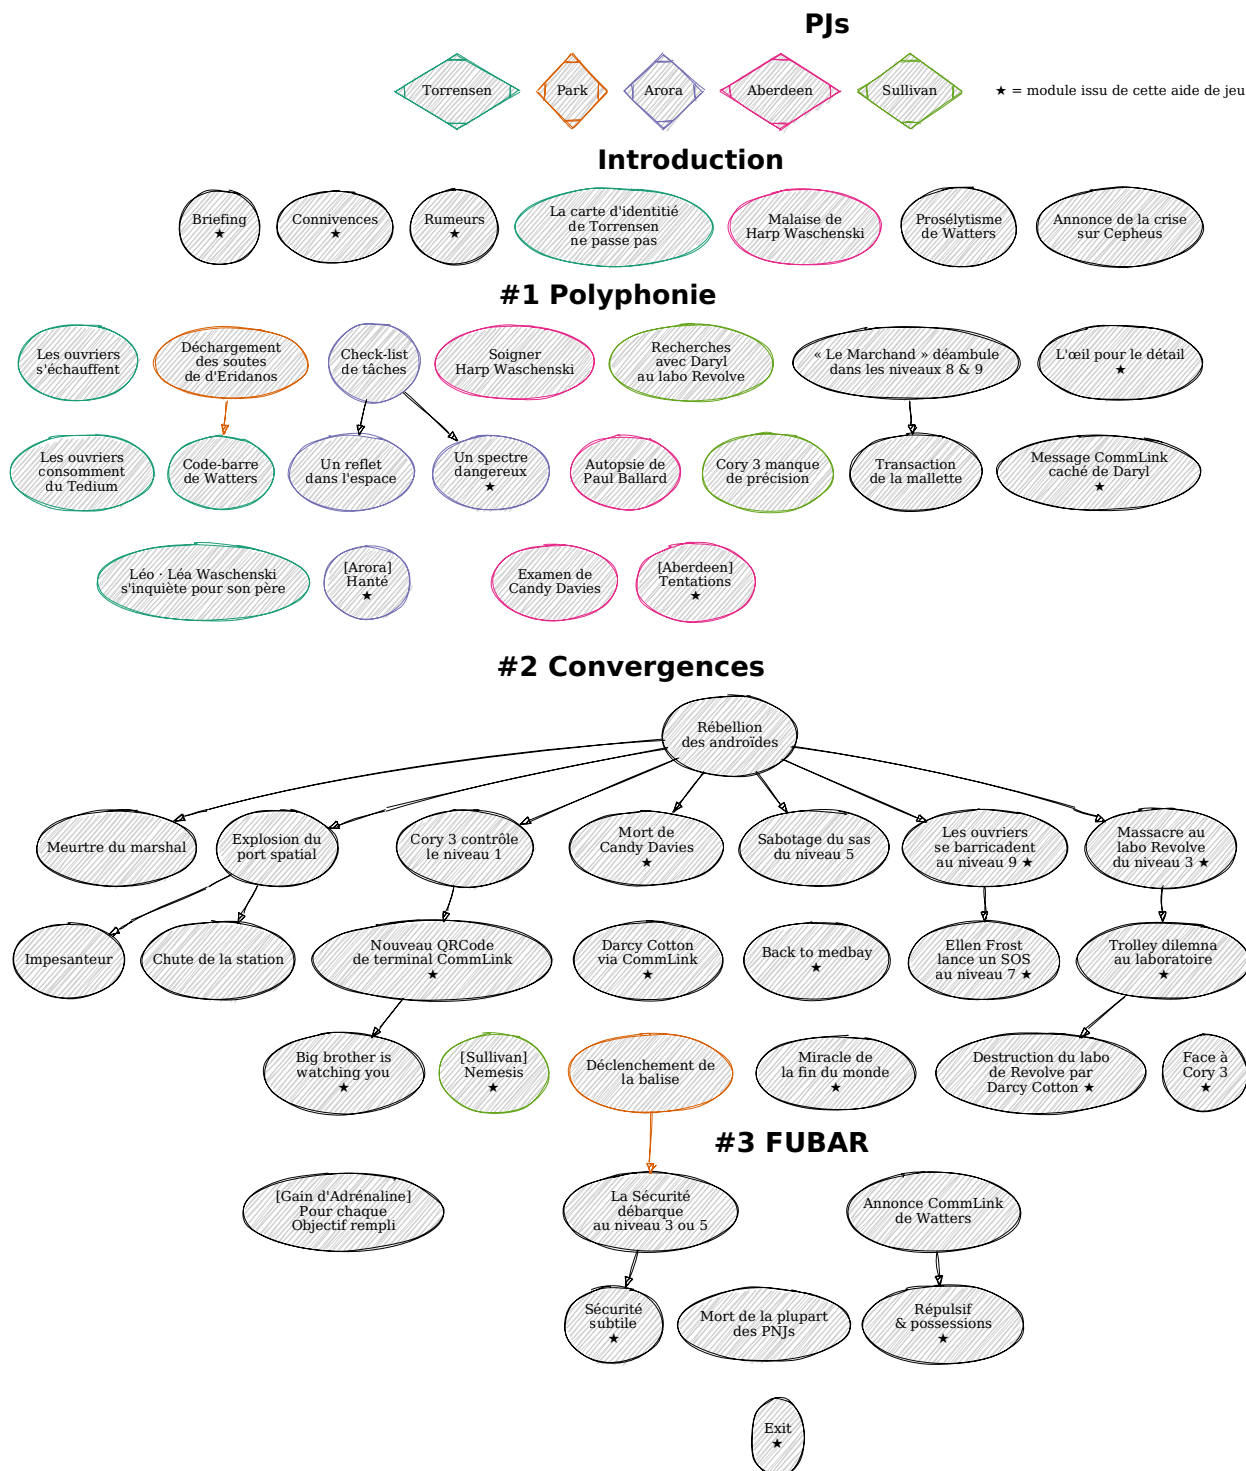 PJs
Torrensen
Park
Arora
Aberdeen
Sullivan
★ = module issu de cette aide de jeu
Introduction
Briefing
★
Connivences
★
Rumeurs
★
La carte d'identitié
de Torrensen
ne passe pas
Malaise de
Harp Waschenski
Prosélytisme
de Watters
Annonce de la crise
sur Cepheus
#1 Polyphonie
Les ouvriers
s'échauffent
Déchargement
des soutes
de d'Eridanos
Check-list
de tâches
Soigner
Harp Waschenski
Recherches
avec Daryl
au labo Revolve
« Le Marchand » déambule
dans les niveaux 8 & 9
L'œil pour le détail
★
Les ouvriers
consomment
du Tedium
Code-barre
de Watters
Un reflet
dans l'espace
Un spectre
dangereux
★
Autopsie de
Paul Ballard
Cory 3 manque
de précision
Transaction
de la mallette
Message CommLink
caché de Daryl
★
Léo · Léa Waschenski
s'inquiète pour son père
[Arora]
Hanté
★
Examen de
Candy Davies
[Aberdeen]
Tentations
★
#2 Convergences
Rébellion
des androïdes
Meurtre du marshal
Explosion du
port spatial
Cory 3 contrôle
le niveau 1
Mort de
Candy Davies
★
Sabotage du sas
du niveau 5
Les ouvriers
se barricadent
au niveau 9 ★
Massacre au
labo Revolve
du niveau 3 ★
Impesanteur
Chute de la station
Nouveau QRCode
de terminal CommLink
★
Darcy Cotton
via CommLink
★
Back to medbay
★
Ellen Frost
lance un SOS
au niveau 7 ★
Trolley dilemna
au laboratoire
★
Big brother is
watching you
★
[Sullivan]
Nemesis
★
Déclenchement de
la balise
Miracle de
la fin du monde
★
Destruction du labo
de Revolve par
Darcy Cotton ★
Face à
Cory 3
★
#3 FUBAR
[Gain d'Adrénaline]
Pour chaque
Objectif rempli
La Sécurité
débarque
au niveau 3 ou 5
Annonce CommLink
de Watters
Sécurité
subtile
★
Mort de la plupart
des PNJs
Répulsif
& possessions
★
Exit
★